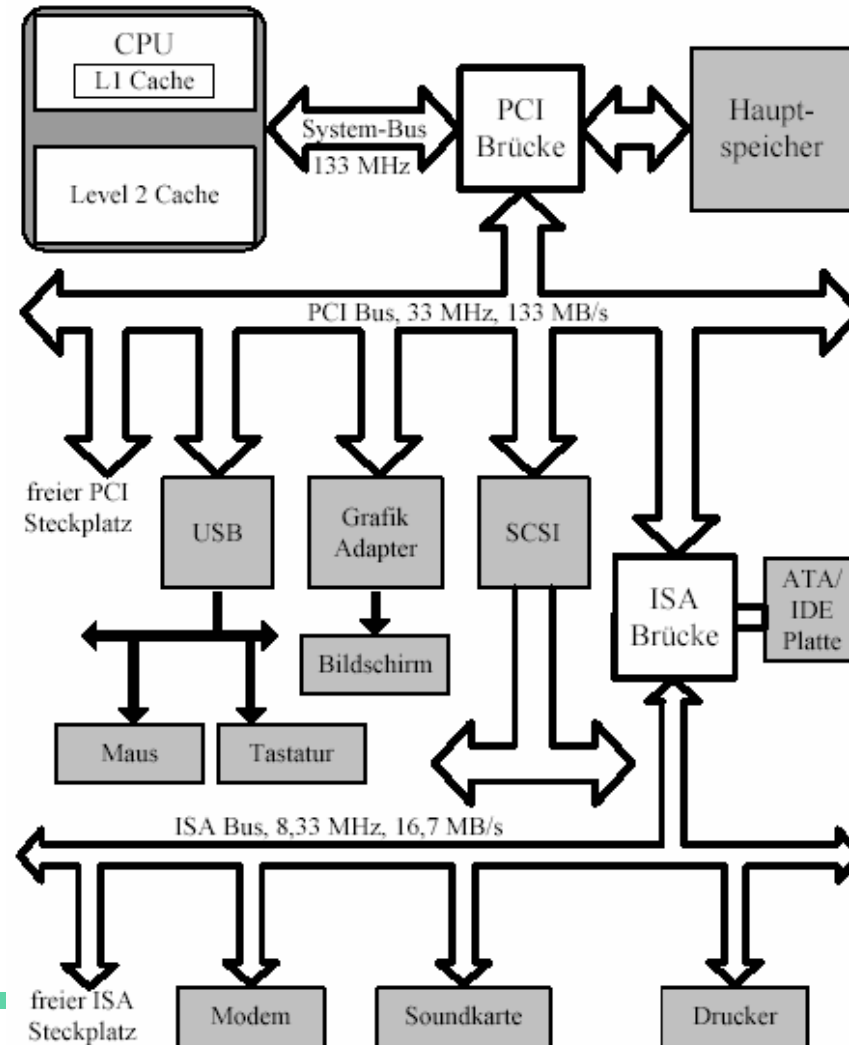 CPU
L1 Cache
Level 2 Cache
System-Bus
133 MHz
PCI
Brücke
Haupt-
speicher
PCI Bus, 33 MHz, 133 MB/s
freier PCI
Steckplatz
USB
Grafik
Adapter
SCSI
ISA
Brücke
ATA/
IDE
Platte
Bildschirm
Maus
Tastatur
ISA Bus, 8,33 MHz, 16,7 MB/s
freier ISA
Steckplatz
Modem
Soundkarte
Drucker